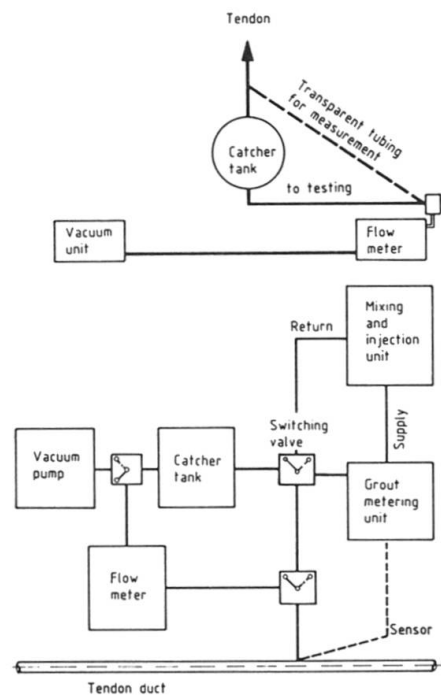 Tendon
Transparent tubing
for measurement
Catcher
tank
to testing
Vacuum
unit
Flow
meter
Mixing
and
injection
unit
Return
Supply
Switching
valve
Vacuum
pump
Catcher
tank
Grout
metering
unit
Flow
meter
Sensor
Tendon duct